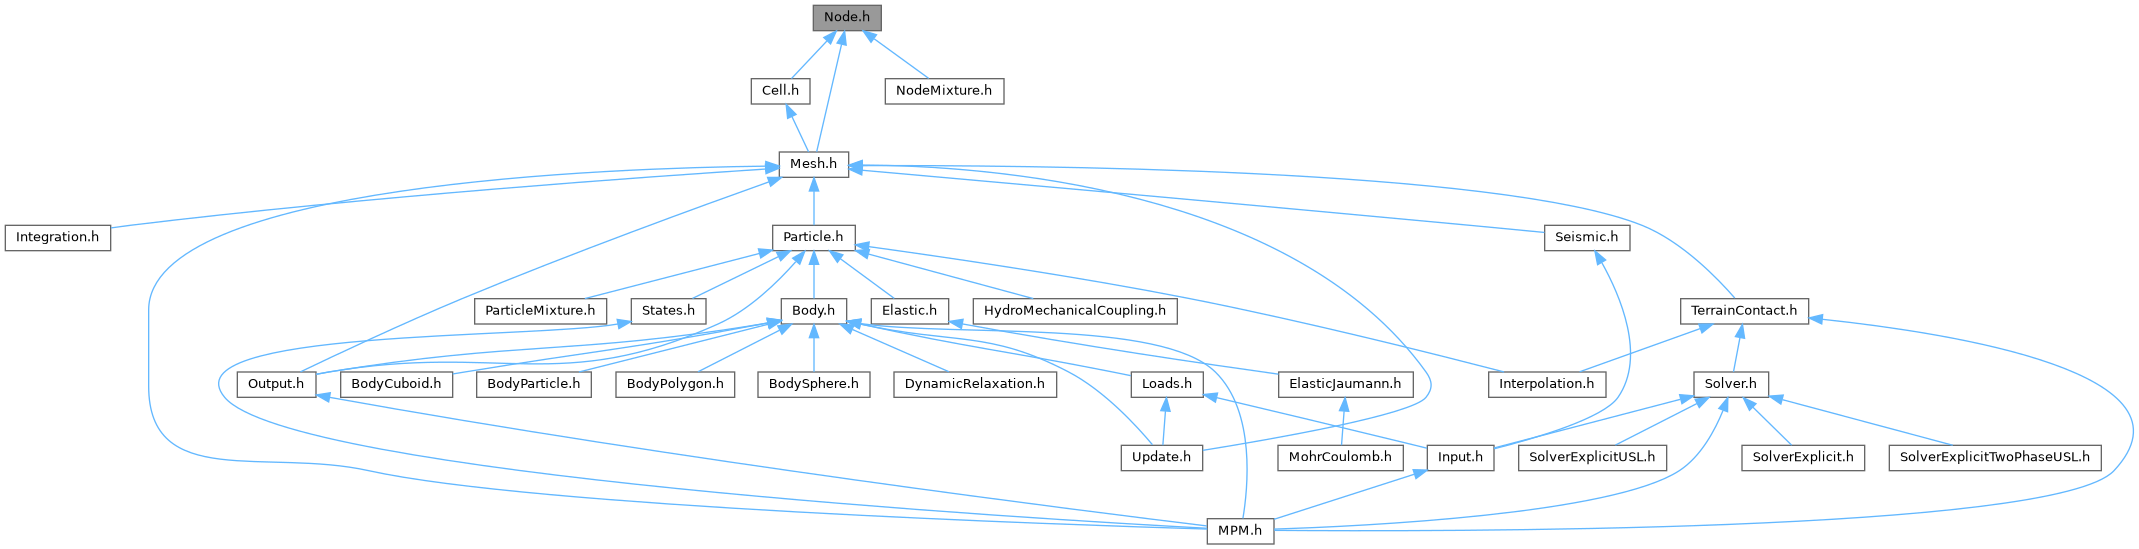 Node.h
Cell.h
NodeMixture.h
Mesh.h
Integration.h
Particle.h
Seismic.h
ParticleMixture.h
States.h
Body.h
Elastic.h
HydroMechanicalCoupling.h
TerrainContact.h
Output.h
BodyCuboid.h
BodyParticle.h
BodyPolygon.h
BodySphere.h
DynamicRelaxation.h
Loads.h
ElasticJaumann.h
Interpolation.h
Solver.h
Update.h
MohrCoulomb.h
Input.h
SolverExplicitUSL.h
SolverExplicit.h
SolverExplicitTwoPhaseUSL.h
MPM.h